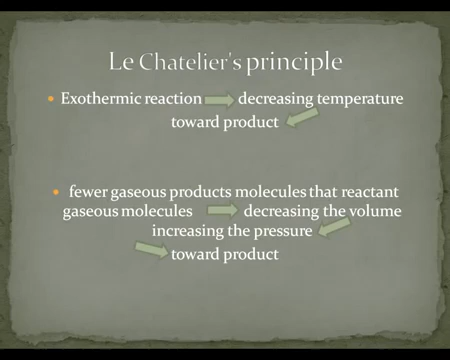 Le Chatelier's principle
Exothermic reaction decreasing temperature
toward product
fewer gaseous products molecules that reactant
gaseous molecules decreasing the volume
increasing the pressure
toward product